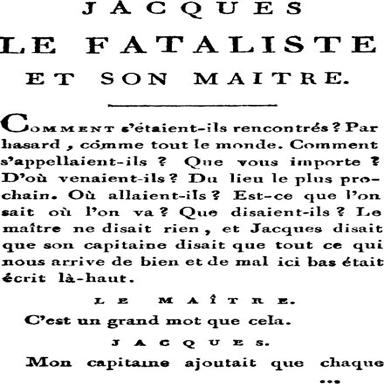 JACQUES
LE FATALISTE
ET SON MAITRE.
COMMENT s'étaient-ils rencontrés ? Par
hasard , comme tout le monde. Comment
s'appellaient-ils ? Que vous importe ?
D'où venaient-ils ? Du lieu le plus pro-
chain. Où allaient-ils ? Est-ce que l'on
sait où l'on va ? Que disaient-ils ? Le
maître ne disait rien , et Jacques disait
que son capitaine disait que tout ce qui
nous arrive de bien et de mal ici bas était
écrit là-haut.
LE MAÎTRE.
C'est un grand mot que cela.
JACQUES.
Mon capitaine ajoutait que chaque
...